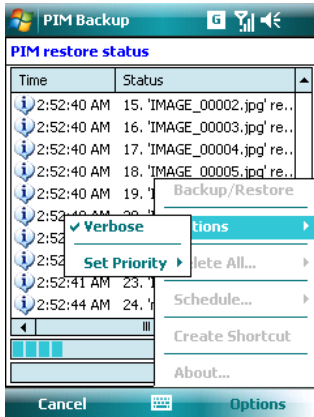 PIM Backup G
PIM restore status
Time Status
2:52:40 AM 15. 'IMAGE_00002.jpg' re..
2:52:40 AM 16. 'IMAGE_00003.jpg' re..
2:52:40 AM 17. 'IMAGE_00004.jpg' re..
2:52:40 AM 18. 'IMAGE_00005.jpg' re..
2:52:40 AM 19.
2:52:44 AM 24.
2:52:41 AM 23.
Backup/Restore
tions
lete All...
Schedule...
Create Shortcut
About...
Verbose
Set Priority
Cancel Options